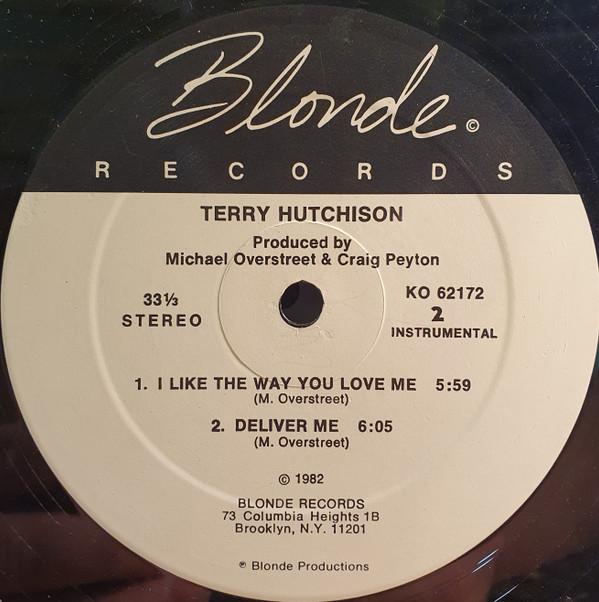 Blonde ©
RECORDS
TERRY HUTCHISON
Produced by
Michael Overstreet & Craig Peyton
33⅓
STEREO
KO 62172
2
INSTRUMENTAL
1. I LIKE THE WAY YOU LOVE ME 5:59
(M. Overstreet)
2. DELIVER ME 6:05
(M. Overstreet)
© 1982
BLONDE RECORDS
73 Columbia Heights 1B
Brooklyn, N.Y. 11201
℗ Blonde Productions